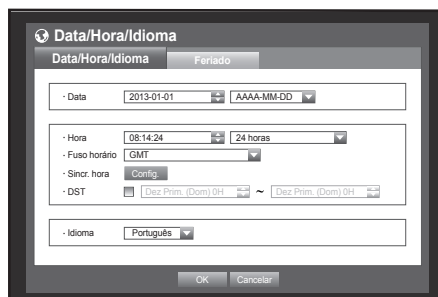 Data/Hora/Idioma
Data/Hora/Idioma Feriado
· Data 2013-01-01 AAAA-MM-DD
· Hora 08:14:24 24 horas
· Fuso horário GMT
· Sincr. hora Config.
· DST Dez Prim. (Dom) 0H ~ Dez Prim. (Dom) 0H
· Idioma Português
OK Cancelar